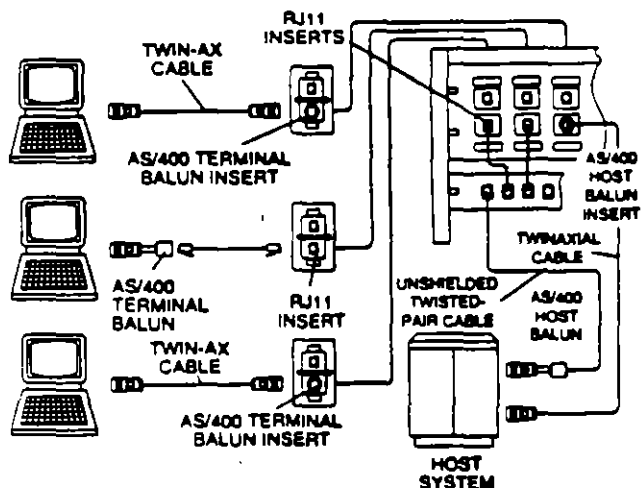 RJ11
INSERTS
TWIN-AX
CABLE
AS/400 TERMINAL
BALUN INSERT
AS/400
HOST
BALUN
INSERT
TWINAXIAL
CABLE
AS/400
TERMINAL
BALUN
RJ11
INSERT
UNSHIELDED
TWISTED-
PAIR CABLE
AS/400
HOST
BALUN
TWIN-AX
CABLE
AS/400 TERMINAL
BALUN INSERT
HOST
SYSTEM